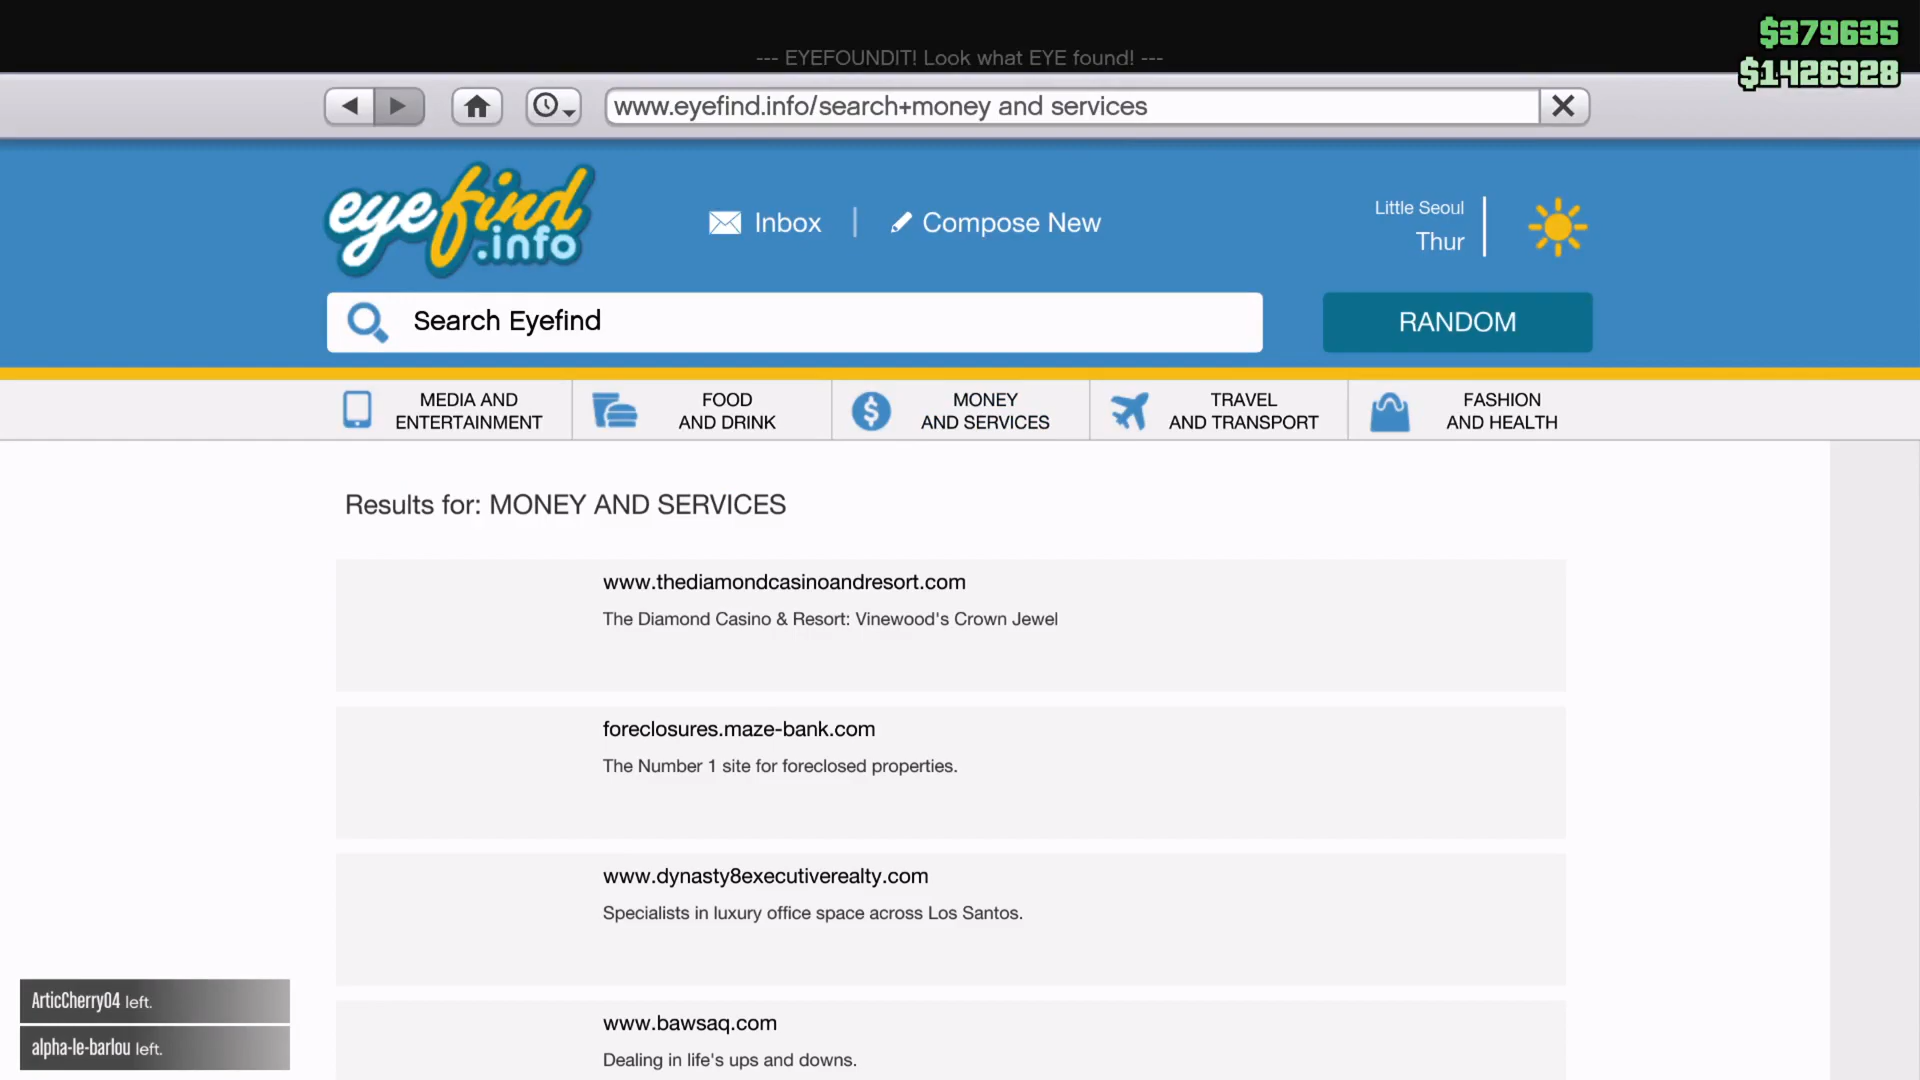 $379635
--- EYEFOUNDIT! Look what EYE found! ---
$1426928
www.eyefind.info/search+money and services
eyefind.info
Inbox
Compose New
Little Seoul
Thur
Search Eyefind
RANDOM
MEDIA AND ENTERTAINMENT
FOOD AND DRINK
MONEY AND SERVICES
TRAVEL AND TRANSPORT
FASHION AND HEALTH
Results for: MONEY AND SERVICES
www.thediamondcasinoandresort.com
The Diamond Casino & Resort: Vinewood's Crown Jewel
foreclosures.maze-bank.com
The Number 1 site for foreclosed properties.
www.dynasty8executiverealty.com
Specialists in luxury office space across Los Santos.
www.bawsaq.com
Dealing in life's ups and downs.
ArticCherry04 left.
alpha-le-barlou left.